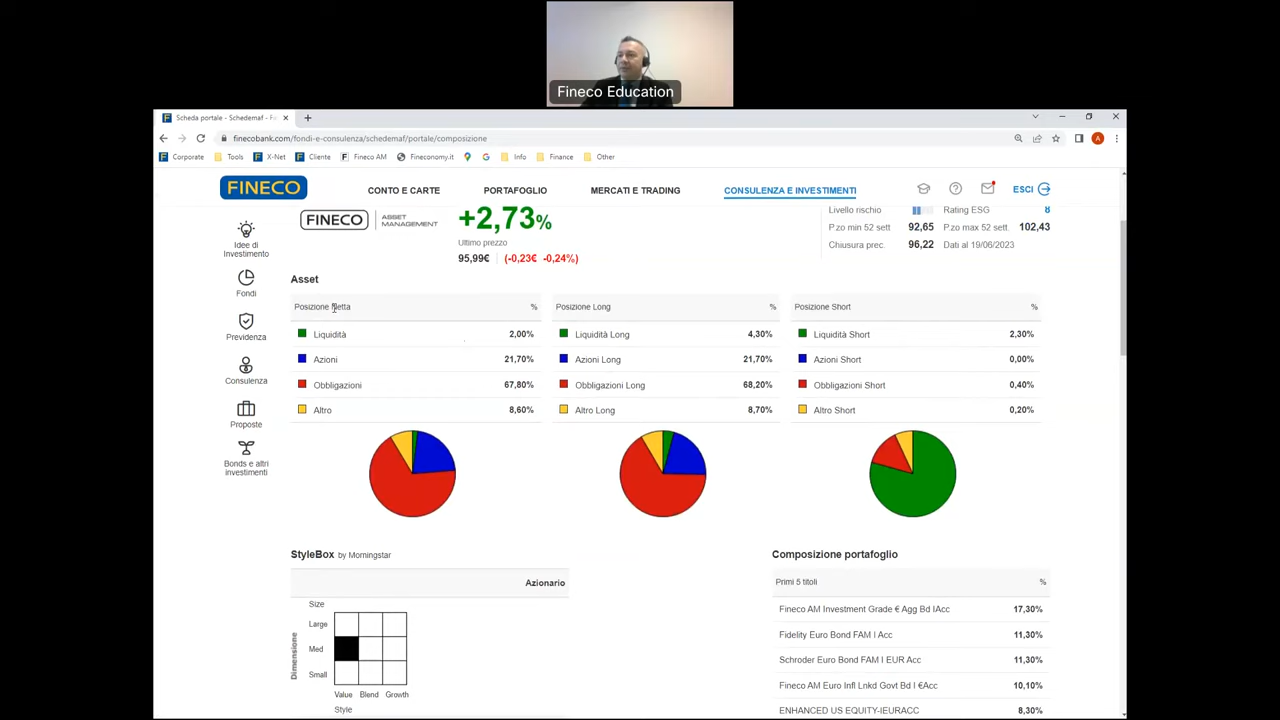 Fineco Education
Scheda portale - Schedemaf - Fi
finecobank.com/fondi-e-consulenza/schedemaf/portale/composizione
A
Corporate Tools X-Net Cliente Fineco AM Fineconomy.it Info Finance Other
FINECO CONTO E CARTE PORTAFOGLIO MERCATI E TRADING CONSULENZA E INVESTIMENTI ESCI
Idee di
Investimento
Fondi
Previdenza
Consulenza
Proposte
Bonds e altri
investimenti
FINECO ASSET
MANAGEMENT
+2,73%
Ultimo prezzo
95,99€ (-0,23€ -0,24%)
Livello rischio Rating ESG 8
P.zo min 52 sett 92,65 P.zo max 52 sett. 102,43
Chiusura prec. 96,22 Dati al 19/06/2023
Asset
Posizione Netta %
Liquidità 2,00%
Azioni 21,70%
Obbligazioni 67,80%
Altro 8,60%
Posizione Long %
Liquidità Long 4,30%
Azioni Long 21,70%
Obbligazioni Long 68,20%
Altro Long 8,70%
Posizione Short %
Liquidità Short 2,30%
Azioni Short 0,00%
Obbligazioni Short 0,40%
Altro Short 0,20%
StyleBox by Morningstar
Azionario
Size
Large
Med
Small
Dimensione
Value Blend Growth
Style
Composizione portafoglio
Primi 5 titoli %
Fineco AM Investment Grade € Agg Bd IAcc 17,30%
Fidelity Euro Bond FAM I Acc 11,30%
Schroder Euro Bond FAM I EUR Acc 11,30%
Fineco AM Euro Infl Lnkd Govt Bd I €Acc 10,10%
ENHANCED US EQUITY-IEURACC 8,30%